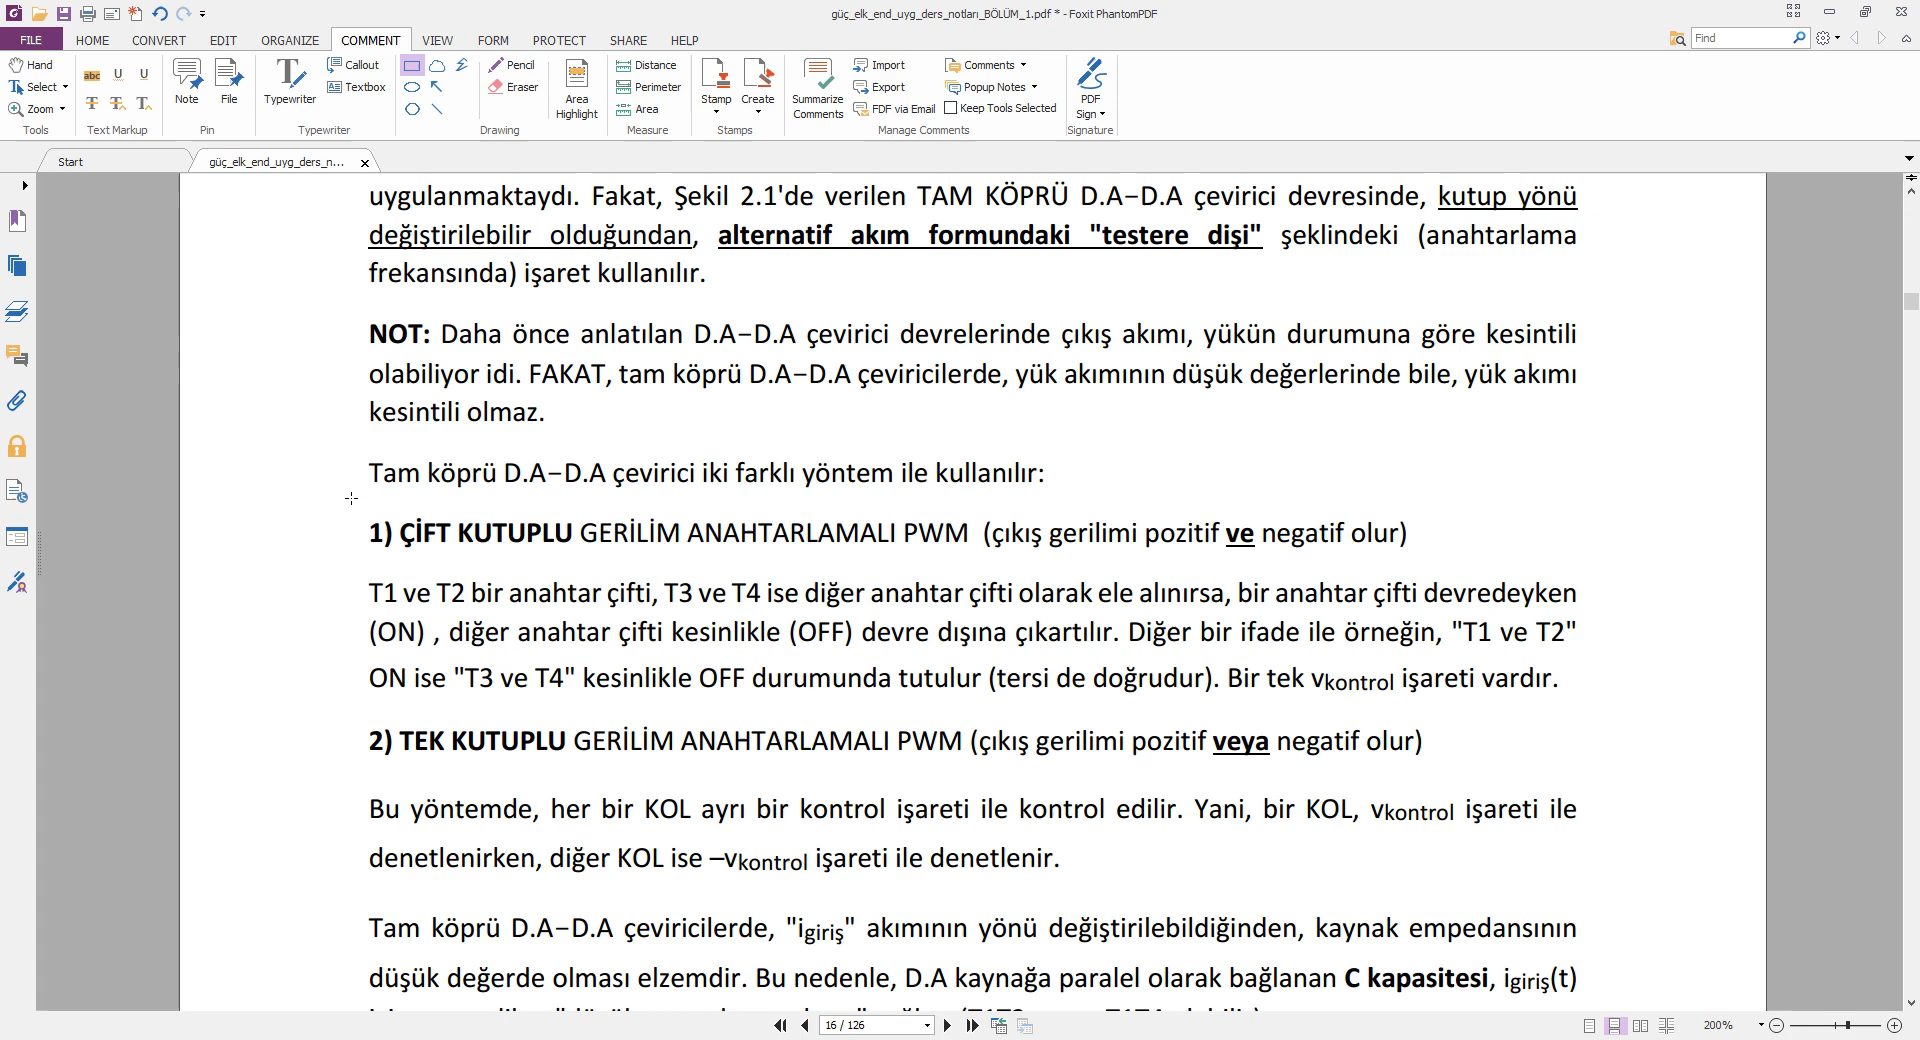 güç_elk_end_uyg_ders_notları_BÖLÜM_1.pdf * - Foxit PhantomPDF
FILE HOME CONVERT EDIT ORGANIZE COMMENT VIEW FORM PROTECT SHARE HELP
Find
Hand
Select
Zoom
Tools
abc U U
T T T
Text Markup
Note
File
Pin
Typewriter
Callout
Textbox
Typewriter
Pencil
Eraser
Area
Highlight
Drawing
Distance
Perimeter
Area
Measure
Stamp
Create
Stamps
Summarize
Comments
Import
Export
FDF via Email
Comments
Popup Notes
Keep Tools Selected
Manage Comments
PDF
Sign
Signature
Start
güç_elk_end_uyg_ders_n...
uygulanmaktaydı. Fakat, Şekil 2.1'de verilen TAM KÖPRÜ D.A–D.A çevirici devresinde, kutup yönü
değiştirilebilir olduğundan, alternatif akım formundaki "testere dişi" şeklindeki (anahtarlama
frekansında) işaret kullanılır.
NOT: Daha önce anlatılan D.A–D.A çevirici devrelerinde çıkış akımı, yükün durumuna göre kesintili
olabiliyor idi. FAKAT, tam köprü D.A–D.A çeviricilerde, yük akımının düşük değerlerinde bile, yük akımı
kesintili olmaz.
Tam köprü D.A–D.A çevirici iki farklı yöntem ile kullanılır:
1) ÇİFT KUTUPLU GERİLİM ANAHTARLAMALI PWM (çıkış gerilimi pozitif ve negatif olur)
T1 ve T2 bir anahtar çifti, T3 ve T4 ise diğer anahtar çifti olarak ele alınırsa, bir anahtar çifti devredeyken
(ON) , diğer anahtar çifti kesinlikle (OFF) devre dışına çıkartılır. Diğer bir ifade ile örneğin, "T1 ve T2"
ON ise "T3 ve T4" kesinlikle OFF durumunda tutulur (tersi de doğrudur). Bir tek vkontrol işareti vardır.
2) TEK KUTUPLU GERİLİM ANAHTARLAMALI PWM (çıkış gerilimi pozitif veya negatif olur)
Bu yöntemde, her bir KOL ayrı bir kontrol işareti ile kontrol edilir. Yani, bir KOL, vkontrol işareti ile
denetlenirken, diğer KOL ise –vkontrol işareti ile denetlenir.
Tam köprü D.A–D.A çeviricilerde, "igiriş" akımının yönü değiştirilebildiğinden, kaynak empedansının
düşük değerde olması elzemdir. Bu nedenle, D.A kaynağa paralel olarak bağlanan C kapasitesi, igiriş(t)
16 / 126
200%